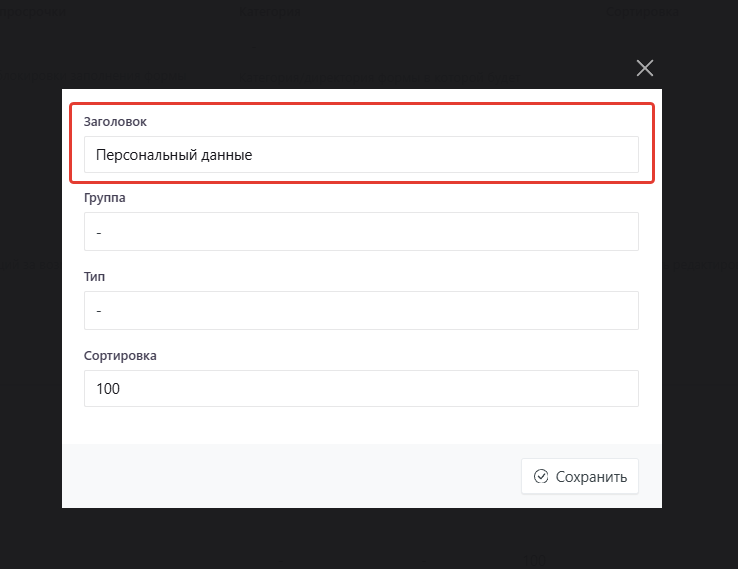 Заголовок
Персональный данные
Группа
-
Тип
-
Сортировка
100
Сохранить